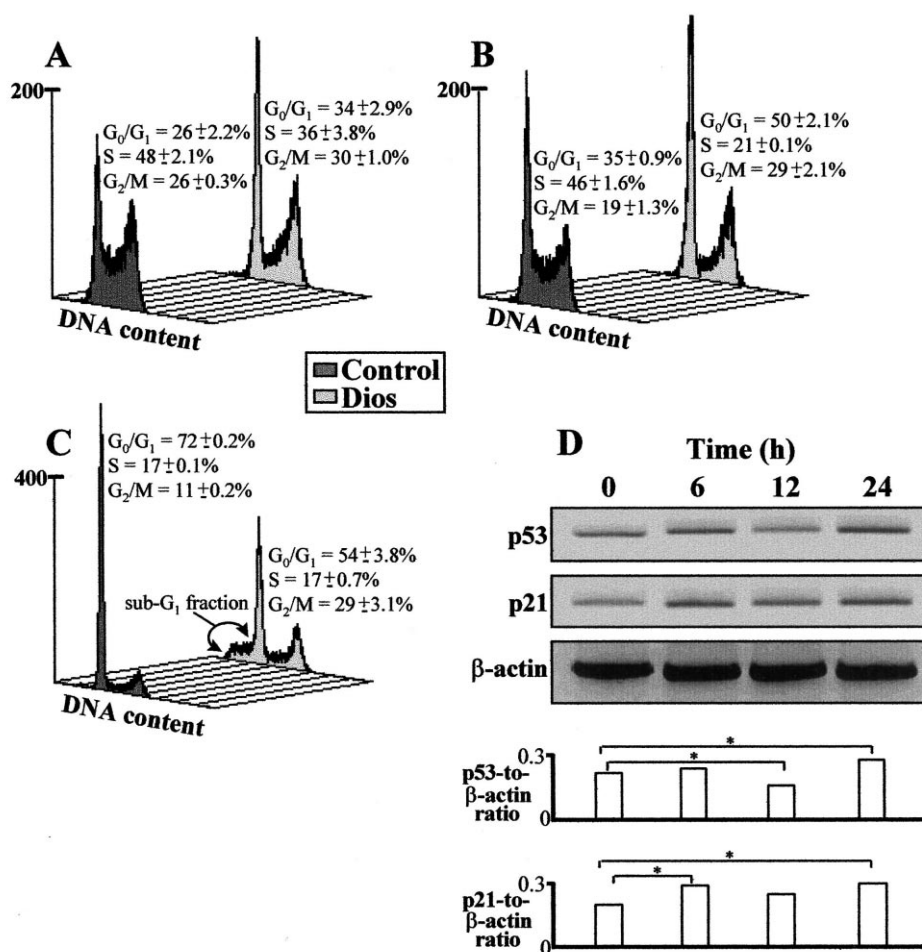 A
200
G₀/G₁ = 26 ±2.2%
S = 48 ±2.1%
G₂/M = 26 ±0.3%
G₀/G₁ = 34 ±2.9%
S = 36 ±3.8%
G₂/M = 30 ±1.0%
DNA content
B
200
G₀/G₁ = 35 ±0.9%
S = 46 ±1.6%
G₂/M = 19 ±1.3%
G₀/G₁ = 50 ±2.1%
S = 21 ±0.1%
G₂/M = 29 ±2.1%
DNA content
Control
Dios
C
400
G₀/G₁ = 72 ±0.2%
S = 17 ±0.1%
G₂/M = 11 ±0.2%
sub-G₁ fraction
G₀/G₁ = 54 ±3.8%
S = 17 ±0.7%
G₂/M = 29 ±3.1%
DNA content
D
Time (h)
0 6 12 24
p53
p21
β-actin
0.3
p53-to-
β-actin
ratio
0
*
*
0.3
p21-to-
β-actin
ratio
0
*
*